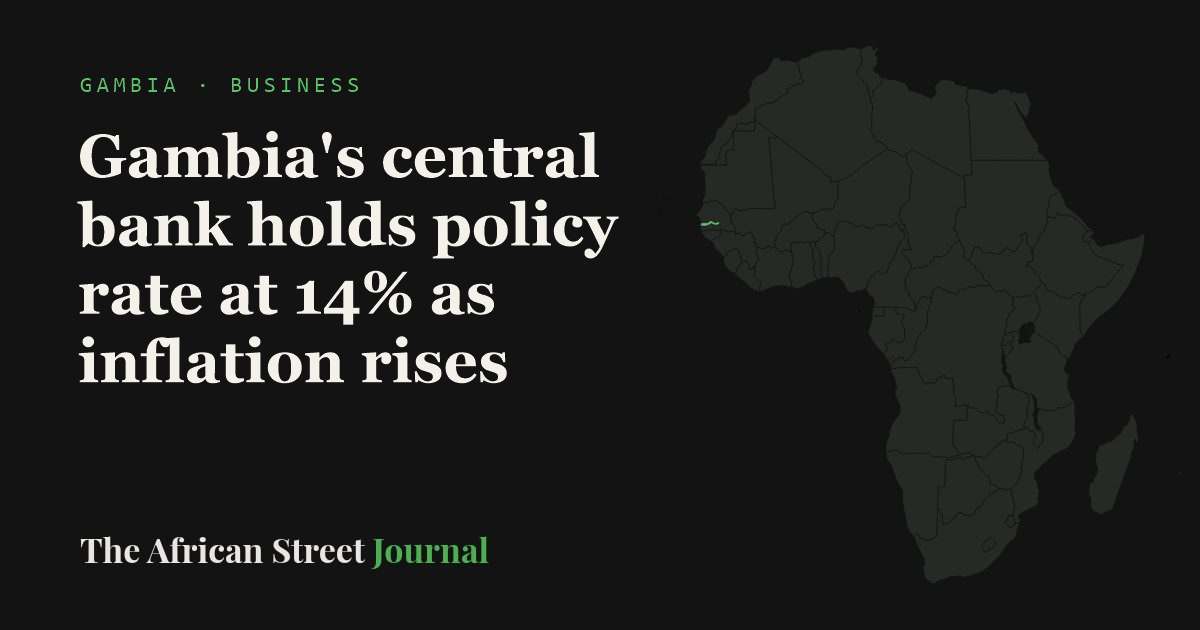 GAMBIA · BUSINESS
Gambia's central
bank holds policy
rate at 14% as
inflation rises
The African Street Journal